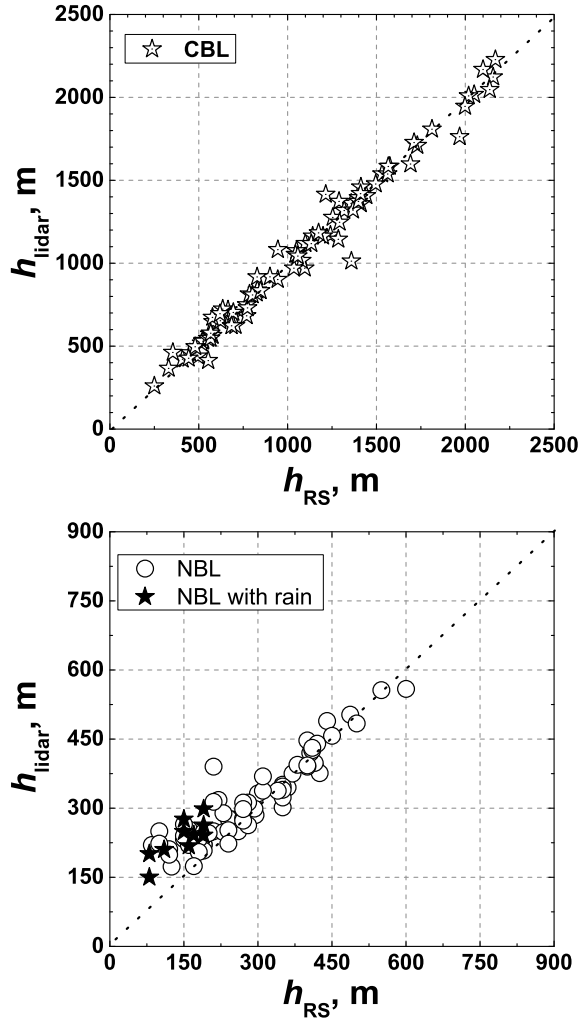 2500
CBL
2000
1500
1000
500
0
h_lidar, m
0 500 1000 1500 2000 2500
h_RS, m
900
NBL
NBL with rain
750
600
450
300
150
0
h_lidar, m
0 150 300 450 600 750 900
h_RS, m